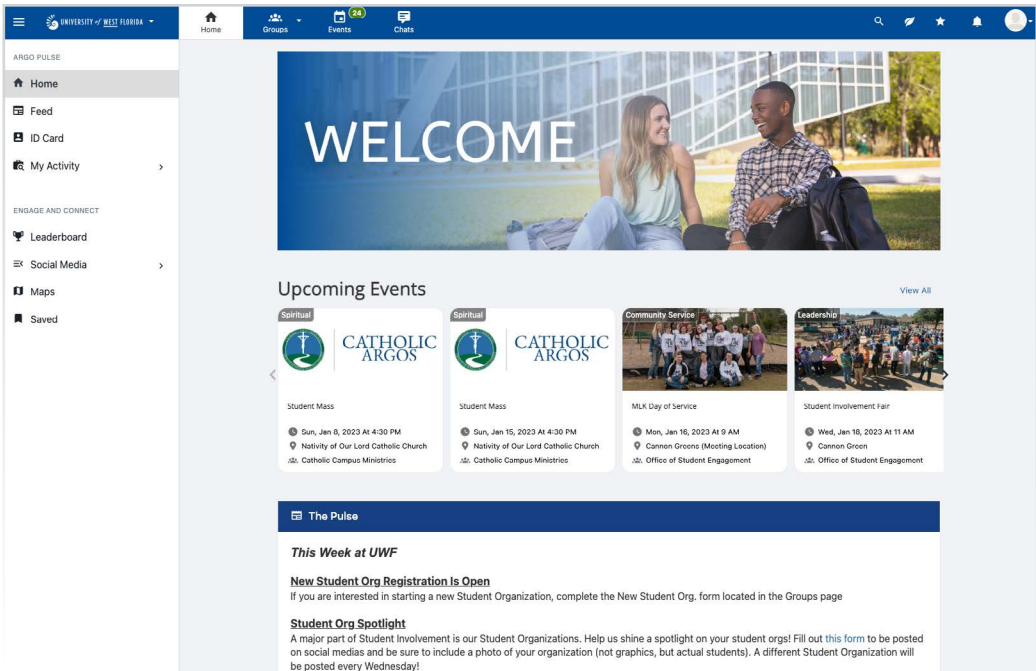 UNIVERSITY of WEST FLORIDA
Home
Groups
24
Events
Chats
ARGO PULSE
Home
Feed
ID Card
My Activity
ENGAGE AND CONNECT
Leaderboard
Social Media
Maps
Saved
WELCOME
Upcoming Events
View All
Spiritual
CATHOLIC
ARGOS
Student Mass
Sun, Jan 8, 2023 At 4:30 PM
Nativity of Our Lord Catholic Church
Catholic Campus Ministries
Spiritual
CATHOLIC
ARGOS
Student Mass
Sun, Jan 15, 2023 At 4:30 PM
Nativity of Our Lord Catholic Church
Catholic Campus Ministries
Community Service
MLK Day of Service
Mon, Jan 16, 2023 At 9 AM
Cannon Greens (Meeting Location)
Office of Student Engagement
Leadership
Student Involvement Fair
Wed, Jan 18, 2023 At 11 AM
Cannon Green
Office of Student Engagement
The Pulse
This Week at UWF
New Student Org Registration Is Open
If you are interested in starting a new Student Organization, complete the New Student Org. form located in the Groups page
Student Org Spotlight
A major part of Student Involvement is our Student Organizations. Help us shine a spotlight on your student orgs! Fill out this form to be posted
on social medias and be sure to include a photo of your organization (not graphics, but actual students). A different Student Organization will
be posted every Wednesday!